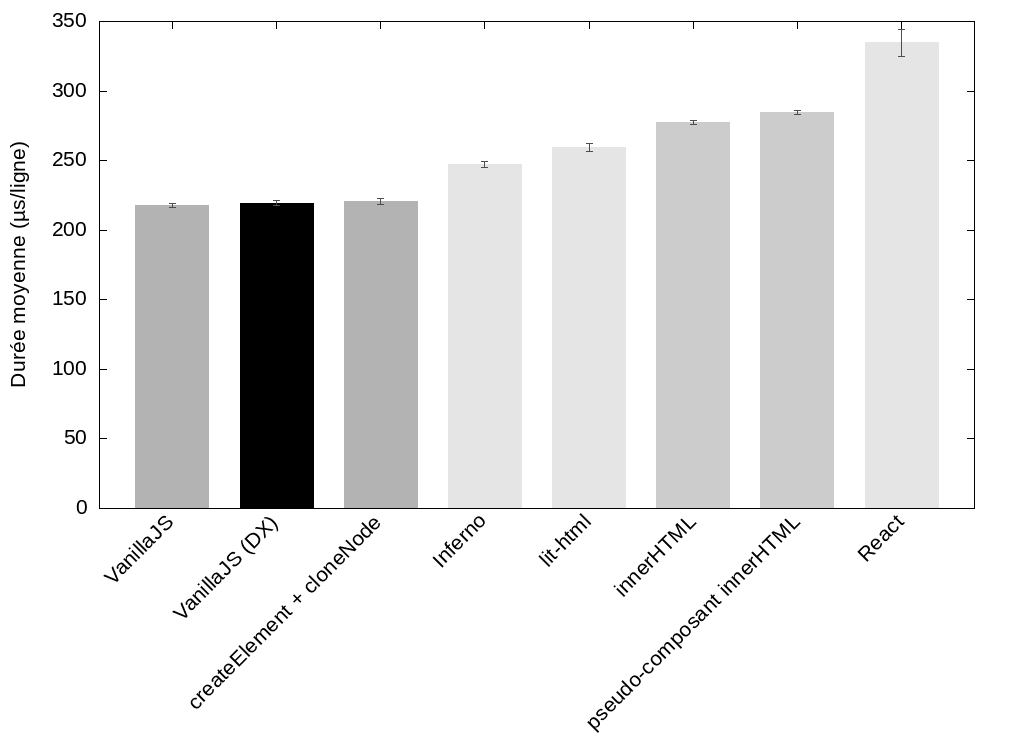 350
300
250
200
150
100
50
0
Durée moyenne (µs/ligne)
VanillaJS
VanillaJS (DX)
createElement + cloneNode
Inferno
lit-html
innerHTML
pseudo-composant innerHTML
React